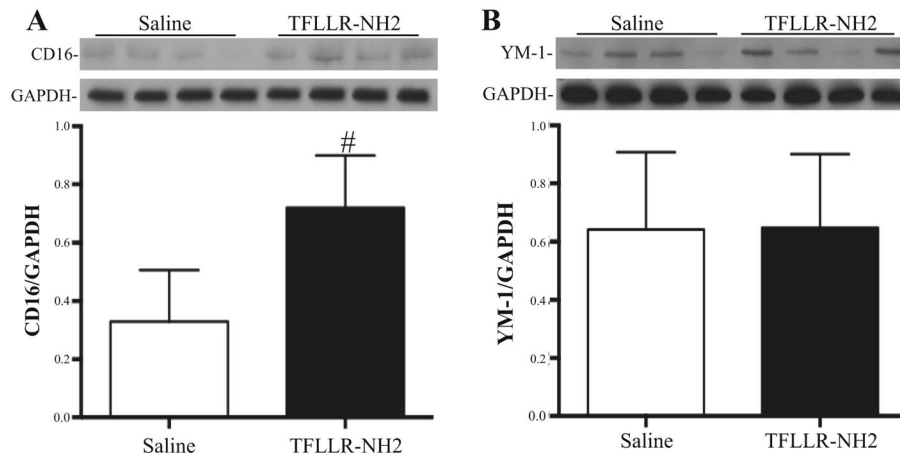 A
Saline TFLLR-NH2
CD16-
GAPDH-
1.0
#
0.8
0.6
0.4
0.2
0.0
CD16/GAPDH
Saline TFLLR-NH2
B
Saline TFLLR-NH2
YM-1-
GAPDH-
1.0
0.8
0.6
0.4
0.2
0.0
YM-1/GAPDH
Saline TFLLR-NH2